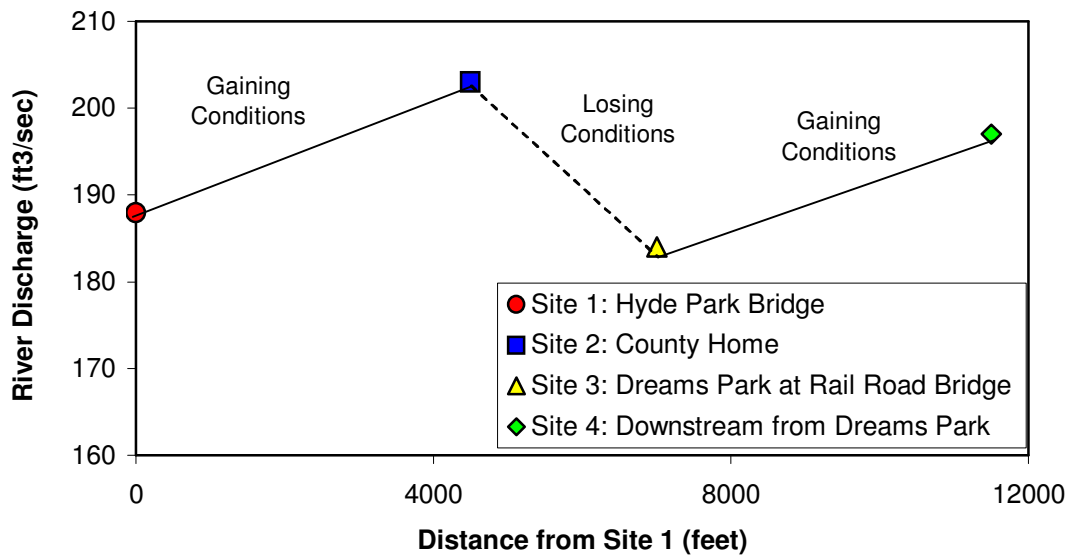 210
200
190
180
170
160
River Discharge (ft3/sec)
Gaining
Conditions
Losing
Conditions
Gaining
Conditions
Site 1: Hyde Park Bridge
Site 2: County Home
Site 3: Dreams Park at Rail Road Bridge
Site 4: Downstream from Dreams Park
0 4000 8000 12000
Distance from Site 1 (feet)